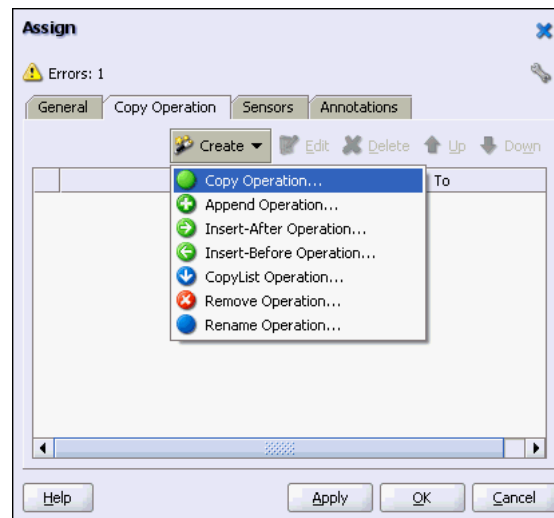 Assign
Errors: 1
General Copy Operation Sensors Annotations
Create Edit Delete Up Down
To
Copy Operation...
Append Operation...
Insert-After Operation...
Insert-Before Operation...
CopyList Operation...
Remove Operation...
Rename Operation...
Help Apply OK Cancel